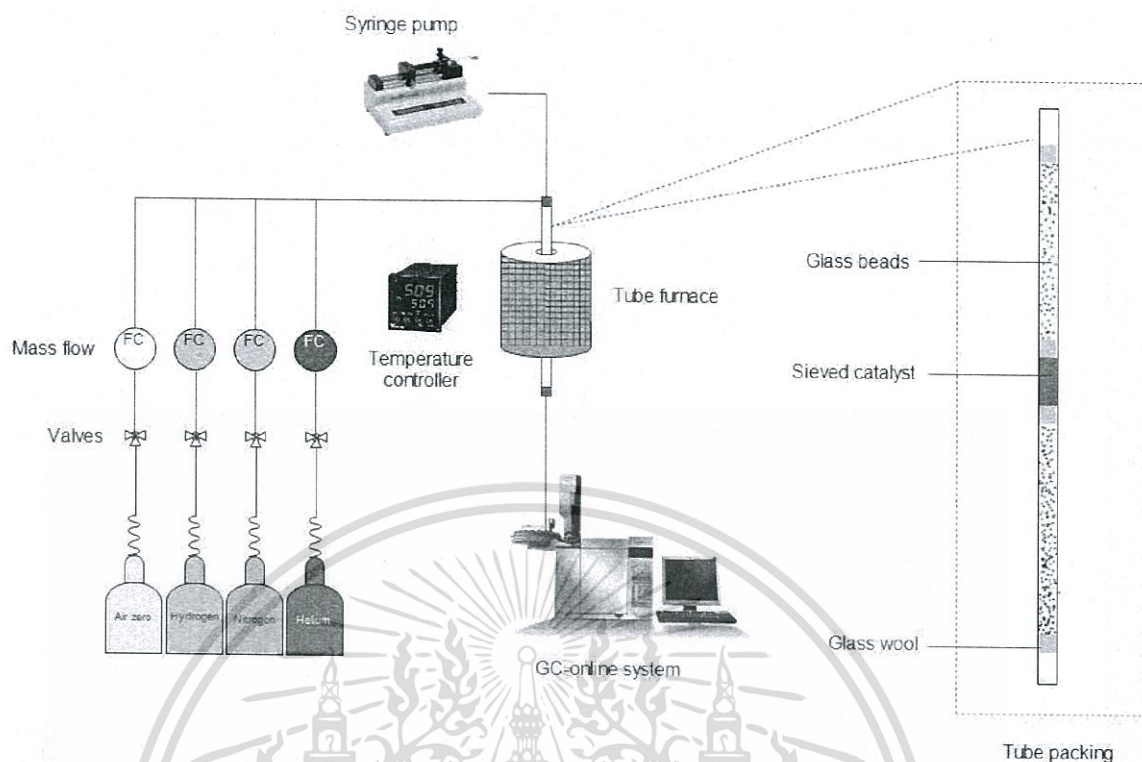 Syringe pump
Glass beads
Tube furnace
FC FC FC FC
Mass flow
Temperature
controller
Sieved catalyst
Valves
Air zero Hydrogen Nitrogen Helium
Glass wool
GC-online system
Tube packing
509
509